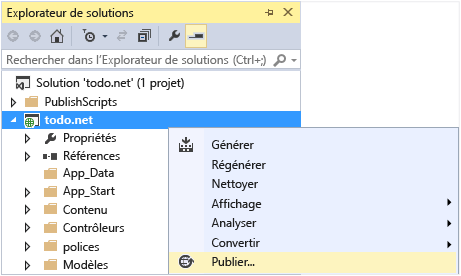 Explorateur de solutions
Rechercher dans l'Explorateur de solutions (Ctrl+;)
Solution 'todo.net' (1 projet)
PublishScripts
todo.net
Propriétés
Références
App_Data
App_Start
Contenu
Contrôleurs
polices
Modèles
Générer
Régénérer
Nettoyer
Affichage
Analyser
Convertir
Publier...